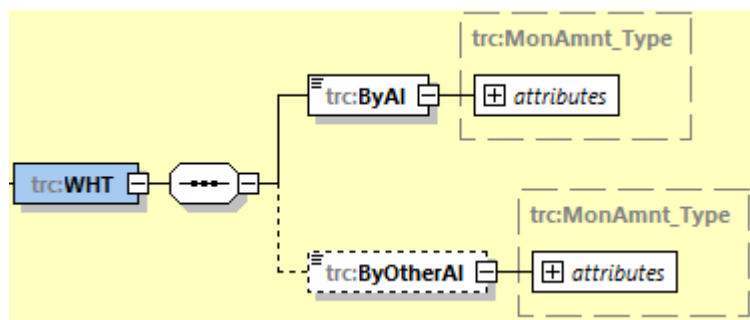 trc:MonAmnt_Type
trc:ByAI
attributes
trc:WHT
trc:MonAmnt_Type
trc:ByOtherAI
attributes